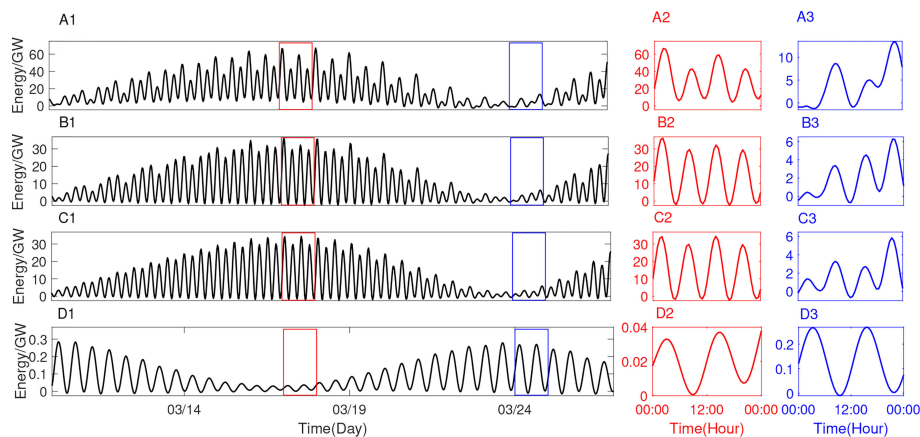 A1 A2 A3
Energy/GW 60 40 20 0
60 40 20 0
10 5 0
B1 B2 B3
Energy/GW 30 20 10 0
30 20 10 0
6 4 2 0
C1 C2 C3
Energy/GW 30 20 10 0
30 20 10 0
6 4 2 0
D1 D2 D3
Energy/GW 0.3 0.2 0.1 0
0.04 0.02 0
0.2 0.1 0
03/14 03/19 03/24
00:00 12:00 00:00 00:00 12:00 00:00
Time(Day) Time(Hour) Time(Hour)